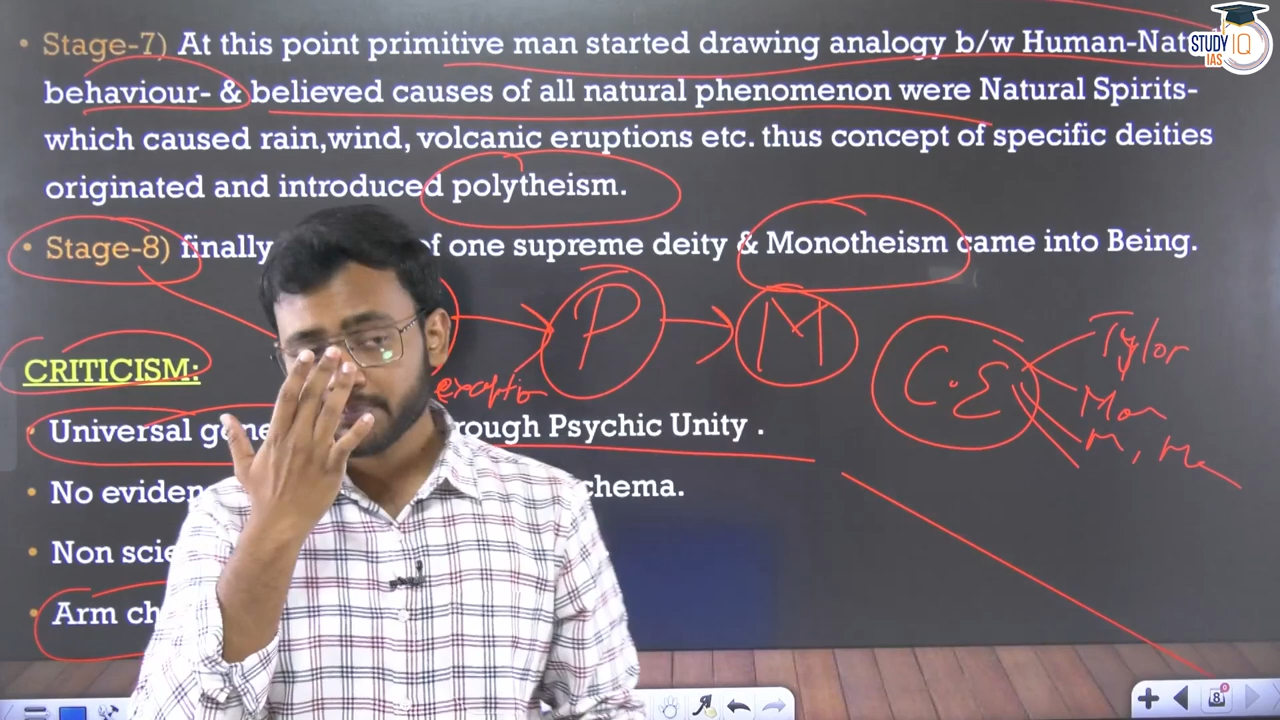 • Stage-7) At this point primitive man started drawing analogy b/w Human-Natu
behaviour- & believed causes of all natural phenomenon were Natural Spirits-
which caused rain,wind, volcanic eruptions etc. thus concept of specific deities
originated and introduced polytheism.
• Stage-8) finally of one supreme deity & Monotheism came into Being.
P M
C.E
Tylor
CRITICISM:
• Universal rough Psychic Unity .
• No eviden chema.
• Non scie
• Arm ch
STUDY IQ
IAS
8